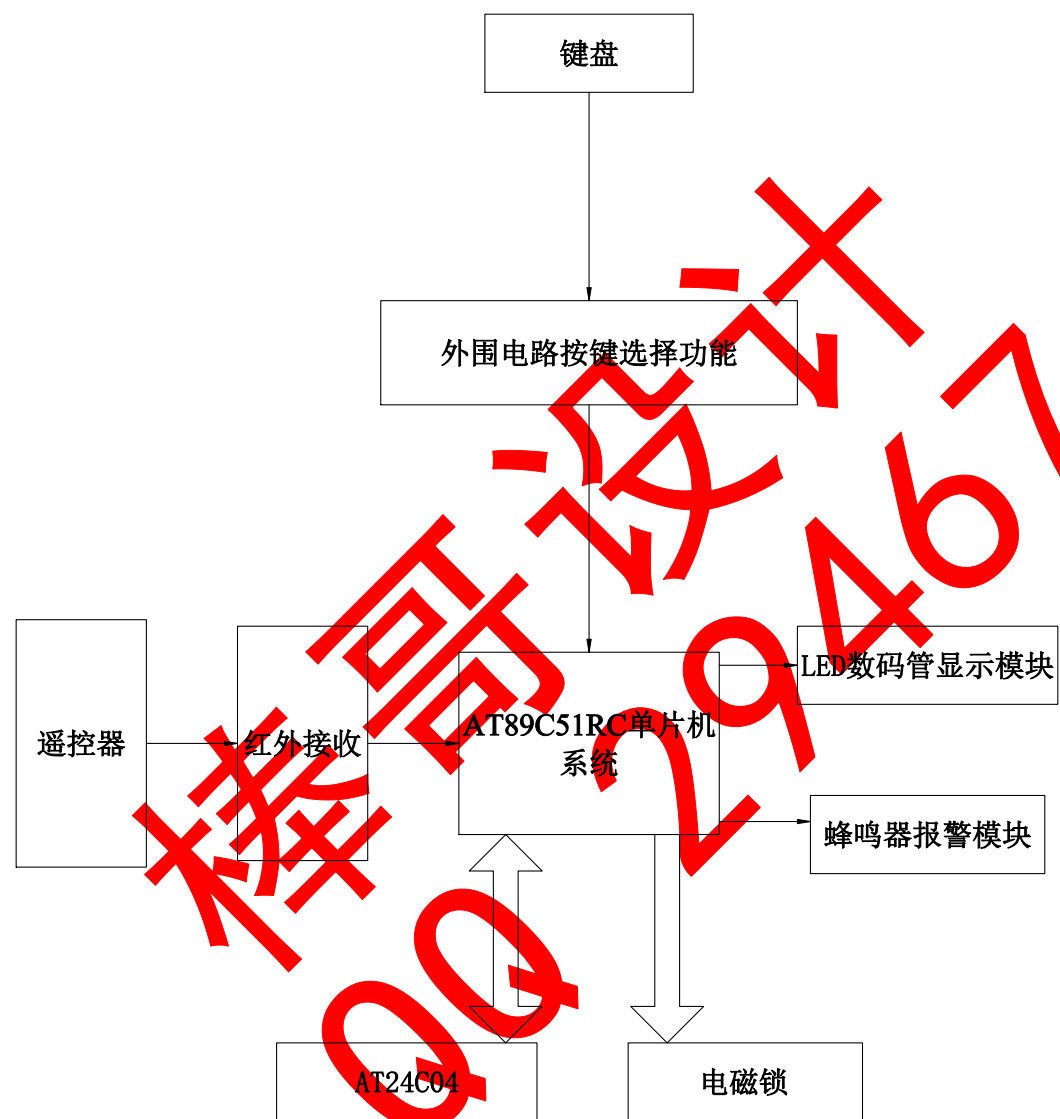 键盘
外围电路按键选择功能
LED数码管显示模块
遥控器
红外接收
AT89C51RC单片机
系统
蜂鸣器报警模块
AT24C04
电磁锁
棒哥设计
QQ 29467